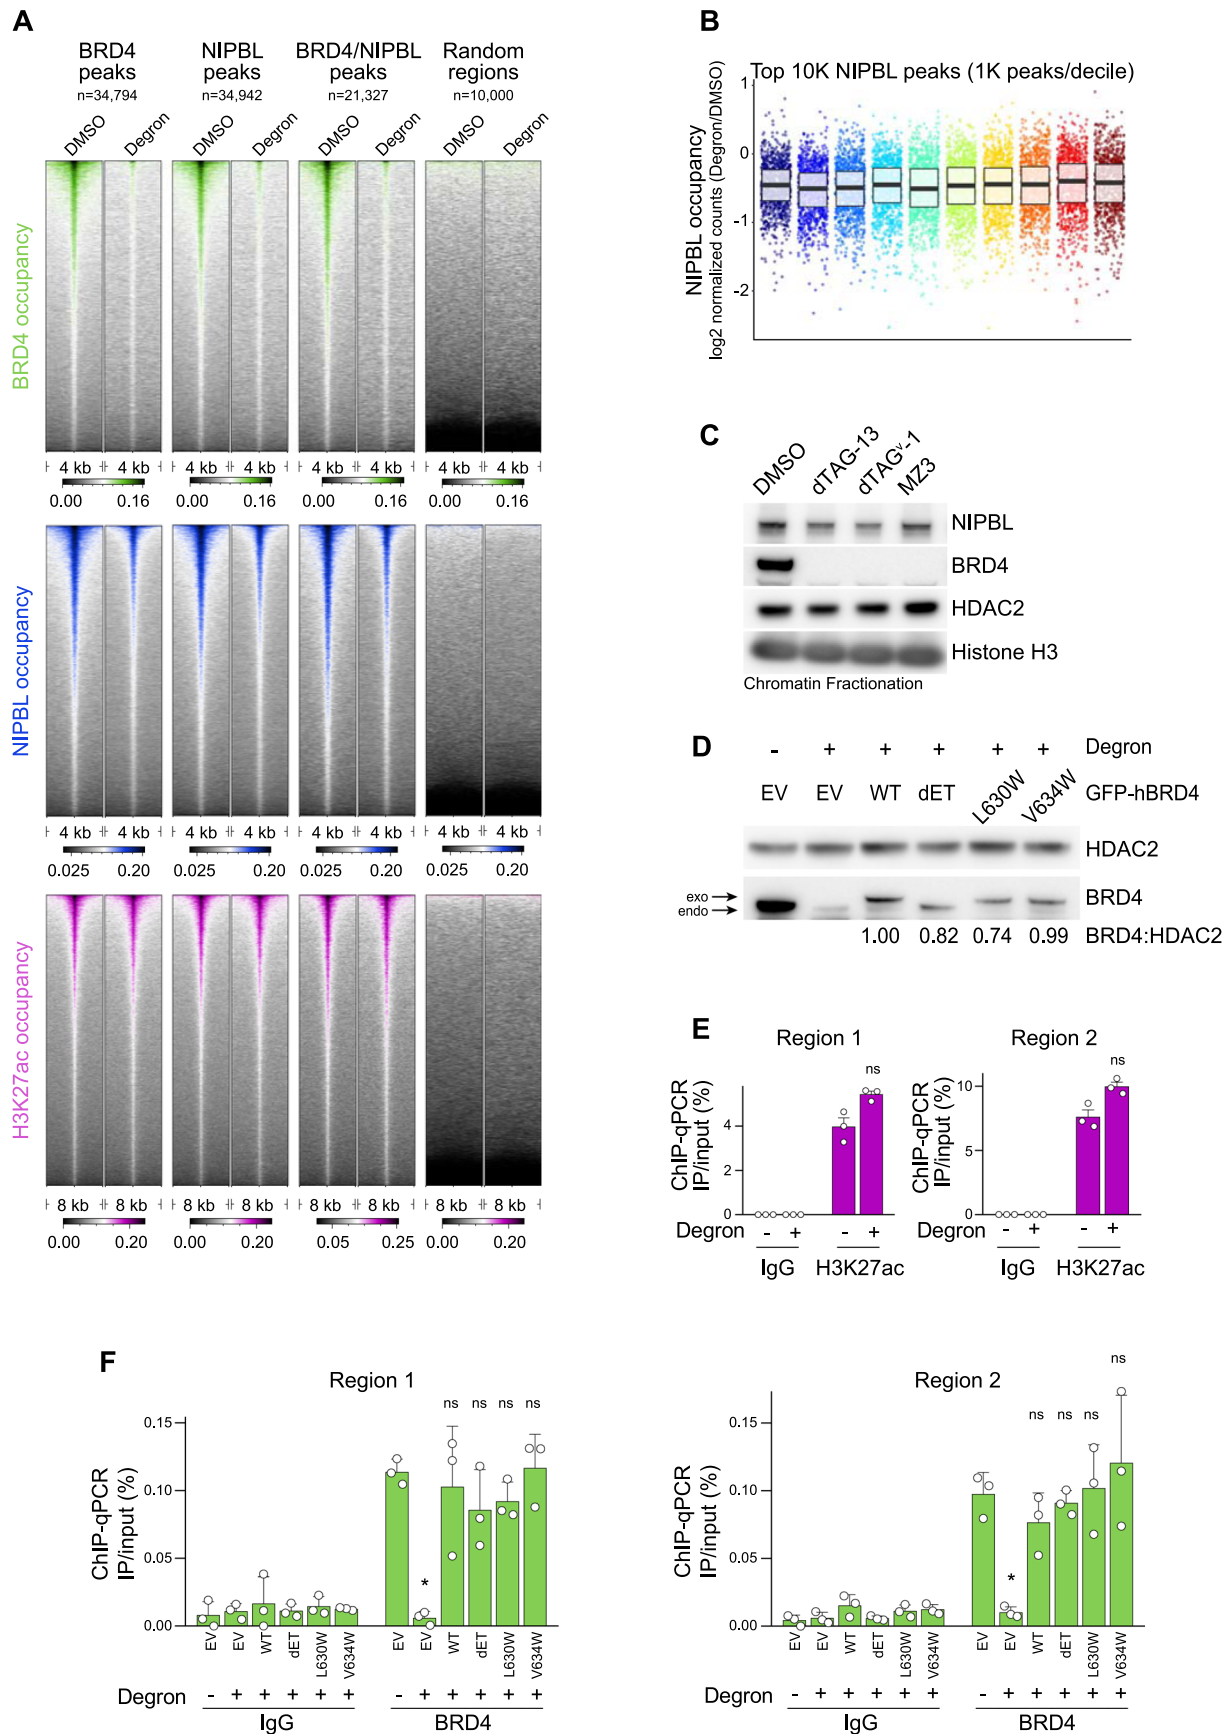 A
BRD4 peaks
n=34,794
NIPBL peaks
n=34,942
BRD4/NIPBL peaks
n=21,327
Random regions
n=10,000
DMSO Degron DMSO Degron DMSO Degron DMSO Degron
BRD4 occupancy
4 kb 4 kb 4 kb 4 kb 4 kb 4 kb 4 kb 4 kb
0.00 0.16 0.00 0.16 0.00 0.16 0.00 0.16
NIPBL occupancy
4 kb 4 kb 4 kb 4 kb 4 kb 4 kb 4 kb 4 kb
0.025 0.20 0.025 0.20 0.025 0.20 0.025 0.20
H3K27ac occupancy
8 kb 8 kb 8 kb 8 kb 8 kb 8 kb 8 kb 8 kb
0.00 0.20 0.00 0.20 0.05 0.25 0.00 0.20
B
Top 10K NIPBL peaks (1K peaks/decile)
NIPBL occupancy
log2 normalized counts (Degron/DMSO)
1
0
-1
-2
C
DMSO dTAG-13 dTAGv-1 MZ3
NIPBL
BRD4
HDAC2
Histone H3
Chromatin Fractionation
D
- + + + + + Degron
EV EV WT dET L630W V634W GFP-hBRD4
HDAC2
exo
endo
BRD4
1.00 0.82 0.74 0.99 BRD4:HDAC2
E
Region 1
ChIP-qPCR
IP/input (%)
4
2
0
ns
Degron - + - +
IgG H3K27ac
Region 2
ChIP-qPCR
IP/input (%)
10
5
0
ns
Degron - + - +
IgG H3K27ac
F
Region 1
ChIP-qPCR
IP/input (%)
0.15
0.10
0.05
0.00
* ns ns ns ns
EV EV WT dET L630W V634W EV EV WT dET L630W V634W
Degron - + + + + + - + + + + +
IgG BRD4
Region 2
ChIP-qPCR
IP/input (%)
0.15
0.10
0.05
0.00
* ns ns ns ns
EV EV WT dET L630W V634W EV EV WT dET L630W V634W
Degron - + + + + + - + + + + +
IgG BRD4